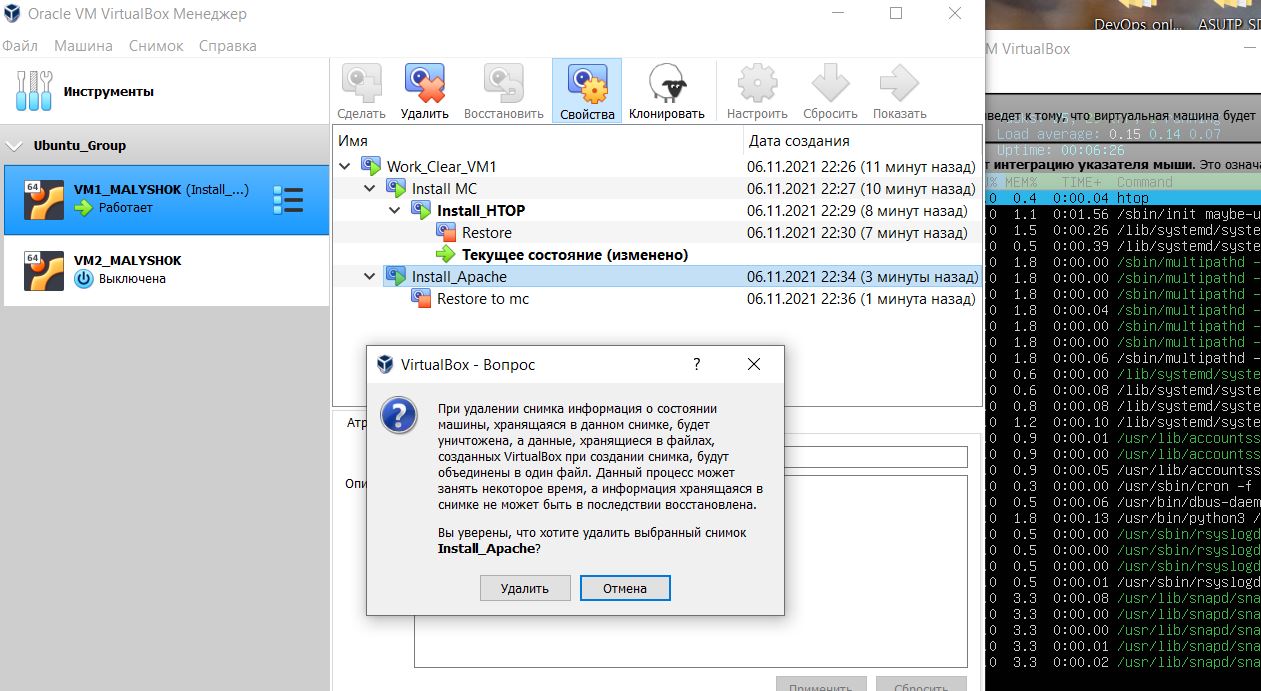 Oracle VM VirtualBox Менеджер
Файл Машина Снимок Справка
Инструменты
Ubuntu_Group
64
VM1_MALYSHOK (Install_...)
Работает
64
VM2_MALYSHOK
Выключена
Сделать Удалить Восстановить Свойства Клонировать Настроить Сбросить Показать
Имя Дата создания
Work_Clear_VM1 06.11.2021 22:26 (11 минут назад)
Install MC 06.11.2021 22:27 (10 минут назад)
Install_HTOP 06.11.2021 22:29 (8 минут назад)
Restore 06.11.2021 22:30 (7 минут назад)
Текущее состояние (изменено)
Install_Apache 06.11.2021 22:34 (3 минуты назад)
Restore to mc 06.11.2021 22:36 (1 минута назад)
Атр
Опи
VirtualBox - Вопрос ?
При удалении снимка информация о состоянии
машины, хранящаяся в данном снимке, будет
уничтожена, а данные, хранящиеся в файлах,
созданных VirtualBox при создании снимка, будут
объединены в один файл. Данный процесс может
занять некоторое время, а информация хранящаяся в
снимке не может быть в последствии восстановлена.
Вы уверены, что хотите удалить выбранный снимок
Install_Apache?
Удалить Отмена
Применить Сбросить
DevOps_onl... ASUTP_SD
M VirtualBox
иведет к тому, что виртуальная машина будет
Load average: 0.15 0.14 0.07
Uptime: 00:06:26
т интеграцию указателя мыши. Это означа
% MEM% TIME+ Command
.0 0.4 0:00.04 htop
.0 1.1 0:01.56 /sbin/init maybe-u
.0 1.5 0:00.26 /lib/systemd/syste
.0 0.5 0:00.39 /lib/systemd/syste
.0 1.8 0:00.00 /sbin/multipathd -
.0 1.8 0:00.00 /sbin/multipathd -
.0 1.8 0:00.00 /sbin/multipathd -
.0 1.8 0:00.04 /sbin/multipathd -
.0 1.8 0:00.00 /sbin/multipathd -
.0 1.8 0:00.00 /sbin/multipathd -
.0 1.8 0:00.06 /sbin/multipathd -
.0 0.6 0:00.00 /lib/systemd/syste
.0 0.6 0:00.08 /lib/systemd/syste
.0 0.8 0:00.08 /lib/systemd/syste
.0 1.2 0:00.10 /lib/systemd/syste
.0 0.9 0:00.01 /usr/lib/accountss
.0 0.9 0:00.00 /usr/lib/accountss
.0 0.9 0:00.05 /usr/lib/accountss
.0 0.3 0:00.00 /usr/sbin/cron -f
.0 0.5 0:00.06 /usr/bin/dbus-daem
.0 1.8 0:00.13 /usr/bin/python3 /
.0 0.5 0:00.00 /usr/sbin/rsyslogd
.0 0.5 0:00.00 /usr/sbin/rsyslogd
.0 0.5 0:00.00 /usr/sbin/rsyslogd
.0 0.5 0:00.01 /usr/sbin/rsyslogd
.0 3.3 0:00.08 /usr/lib/snapd/sna
.0 3.3 0:00.00 /usr/lib/snapd/sna
.0 3.3 0:00.00 /usr/lib/snapd/sna
.0 3.3 0:00.01 /usr/lib/snapd/sna
.0 3.3 0:00.02 /usr/lib/snapd/sna